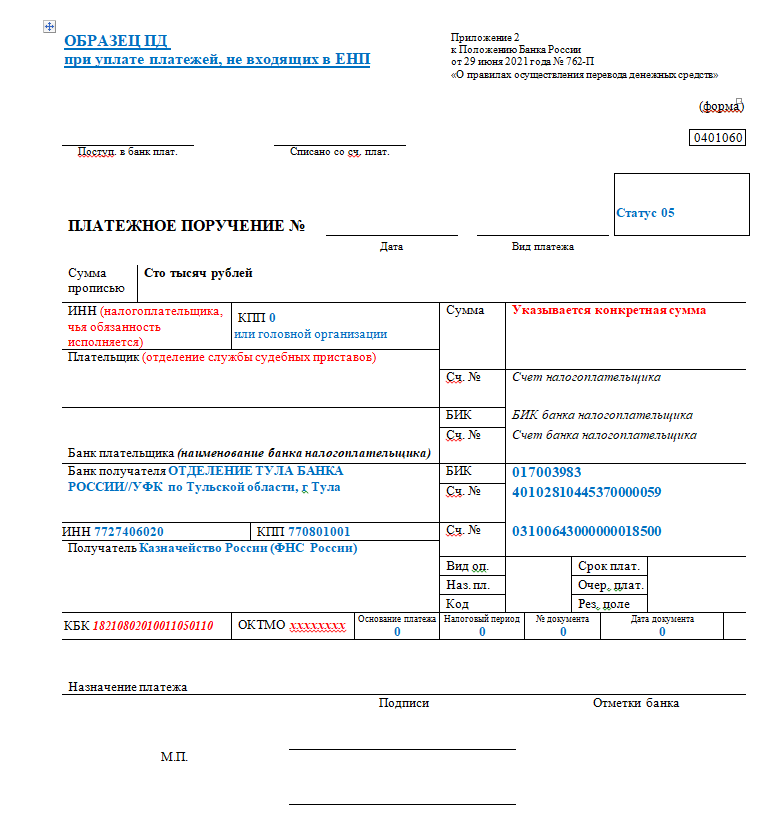 ОБРАЗЕЦ ПД
при уплате платежей, не входящих в ЕНП
Приложение 2
к Положению Банка России
от 29 июня 2021 года № 762-П
«О правилах осуществления перевода денежных средств»
(форма)
0401060
Поступ. в банк плат.
Списано со сч. плат.
Статус 05
ПЛАТЕЖНОЕ ПОРУЧЕНИЕ №
Дата
Вид платежа
Сумма
прописью
Сто тысяч рублей
ИНН (налогоплательщика,
чья обязанность
исполняется)
КПП 0
или головной организации
Сумма
Указывается конкретная сумма
Плательщик (отделение службы судебных приставов)
Сч. №
Счет налогоплательщика
БИК
БИК банка налогоплательщика
Сч. №
Счет банка налогоплательщика
Банк плательщика (наименование банка налогоплательщика)
Банк получателя ОТДЕЛЕНИЕ ТУЛА БАНКА
РОССИИ//УФК по Тульской области, г Тула
БИК
017003983
Сч. №
40102810445370000059
ИНН 7727406020
КПП 770801001
Сч. №
03100643000000018500
Получатель Казначейство России (ФНС России)
Вид оп.
Срок плат.
Наз. пл.
Очер. плат.
Код
Рез. поле
КБК 18210802010011050110
ОКТМО xxxxxxxx
Основание платежа
0
Налоговый период
0
№ документа
0
Дата документа
0
Назначение платежа
Подписи
Отметки банка
М.П.